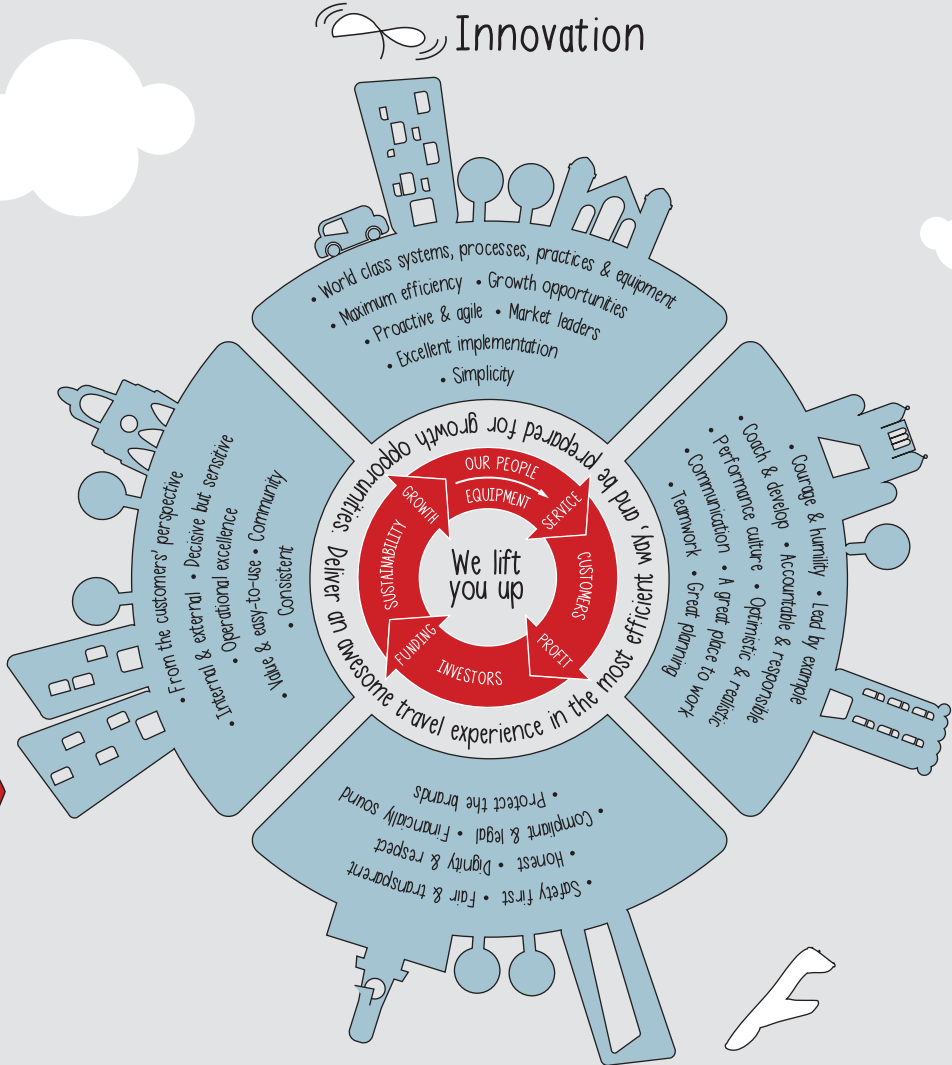 Innovation
• World class systems, processes, practices & equipment
• Maximum efficiency • Growth opportunities
• Proactive & agile • Market leaders
• Excellent implementation
• Simplicity
• Courage & humility • Lead by example
• Coach & develop • Accountable & responsible
• Performance culture • Optimistic & realistic
• Communication • A great place to work
• Teamwork • Great planning
• Safety first • Fair & transparent
• Honest • Dignity & respect
• Compliant & legal • Financially sound
• Protect the brands
• From the customers' perspective
• Internal & external • Decisive but sensitive
• Operational excellence
• Value & easy-to-use • Community
• Consistent
Deliver an awesome travel experience in the most efficient way, and be prepared for growth opportunities.
OUR PEOPLE
EQUIPMENT
SERVICE
CUSTOMERS
PROFIT
INVESTORS
FUNDING
SUSTAINABILITY
GROWTH
We lift
you up